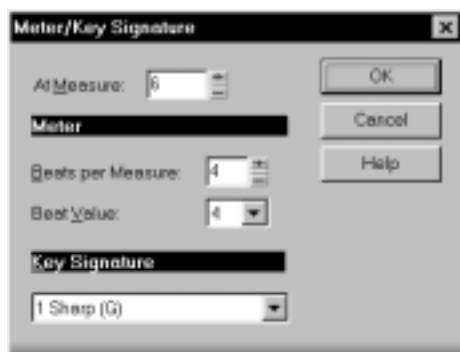 Meter/Key Signature
At Measure: 6
OK
Meter
Cancel
Beats per Measure: 4
Help
Beat Value: 4
Key Signature
1 Sharp (G)